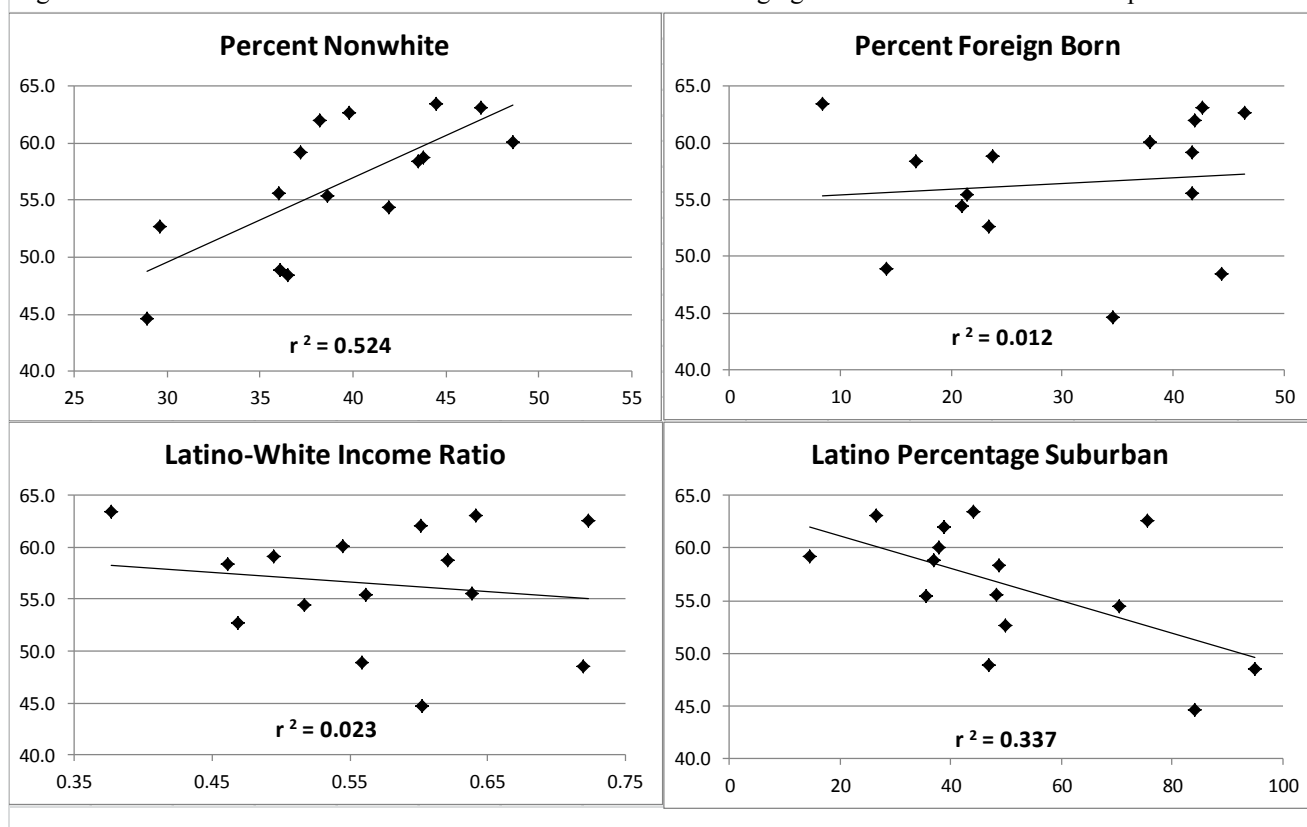 Percent Nonwhite
65.0
60.0
55.0
50.0
45.0
40.0
25 30 35 40 45 50 55
r 2 = 0.524
Percent Foreign Born
65.0
60.0
55.0
50.0
45.0
40.0
0 10 20 30 40 50
r 2 = 0.012
Latino-White Income Ratio
65.0
60.0
55.0
50.0
45.0
40.0
0.35 0.45 0.55 0.65 0.75
r 2 = 0.023
Latino Percentage Suburban
65.0
60.0
55.0
50.0
45.0
40.0
0 20 40 60 80 100
r 2 = 0.337